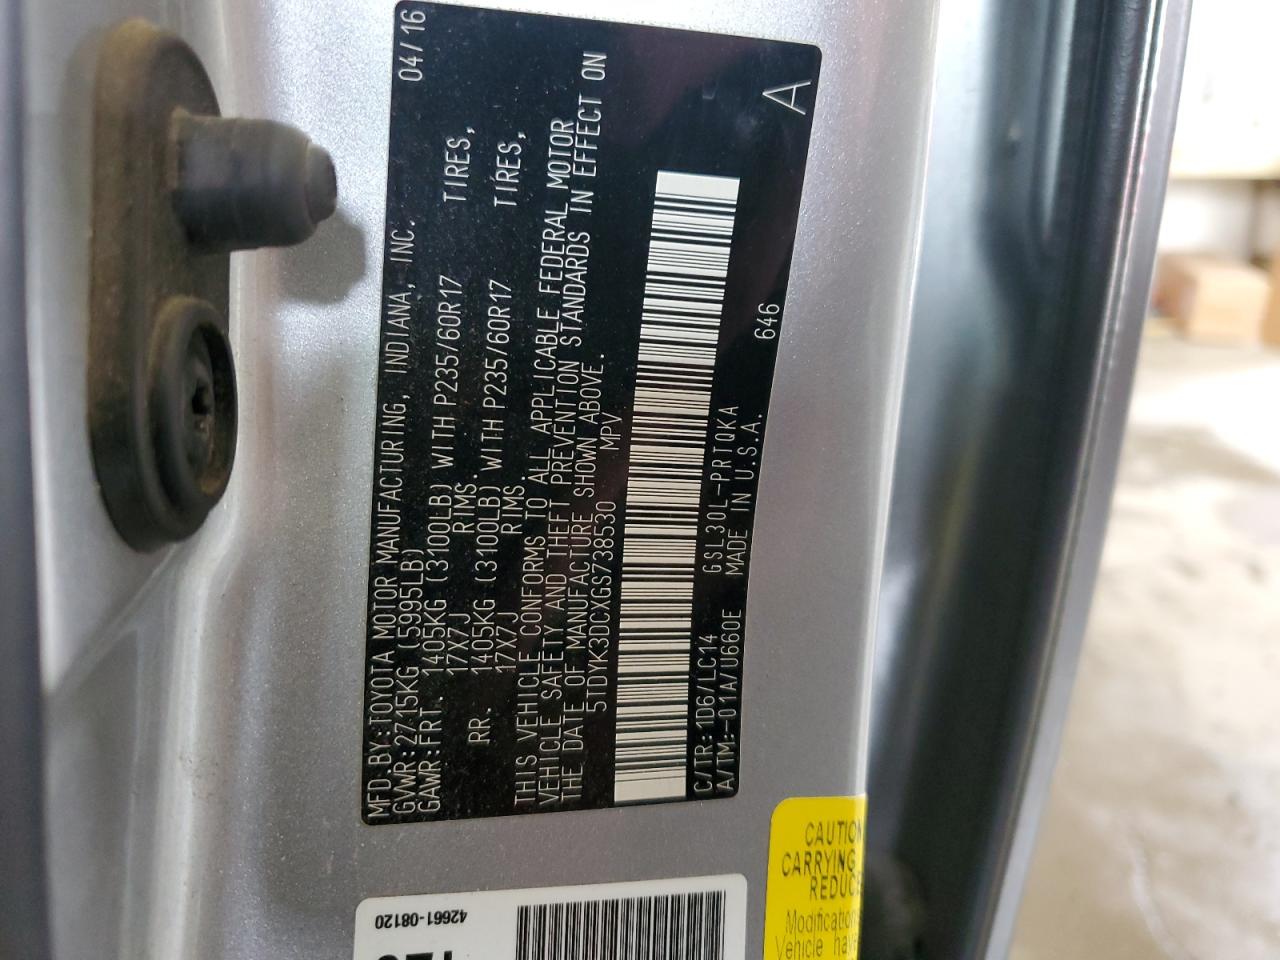 MFD.BY:TOYOTA MOTOR MANUFACTURING, INDIANA, INC. 04/16
GVWR:2715KG (5995LB)
GAWR:FRT. 1405KG (3100LB) WITH P235/60R17 TIRES,
17X7J RIMS.
RR. 1405KG (3100LB) WITH P235/60R17 TIRES,
17X7J RIMS.
THIS VEHICLE CONFORMS TO ALL APPLICABLE FEDERAL MOTOR
VEHICLE SAFETY AND THEFT PREVENTION STANDARDS IN EFFECT ON
THE DATE OF MANUFACTURE SHOWN ABOVE.
5TDYK3DCXGS738530 MPV
C/TR:1D6/LC14 GSL30L-PRTQKA 646 A
A/TM:-01A/U660E MADE IN U.S.A.
42661-08120
CAUTION
CARRYING
REDUCE
Modifications
Vehicle have